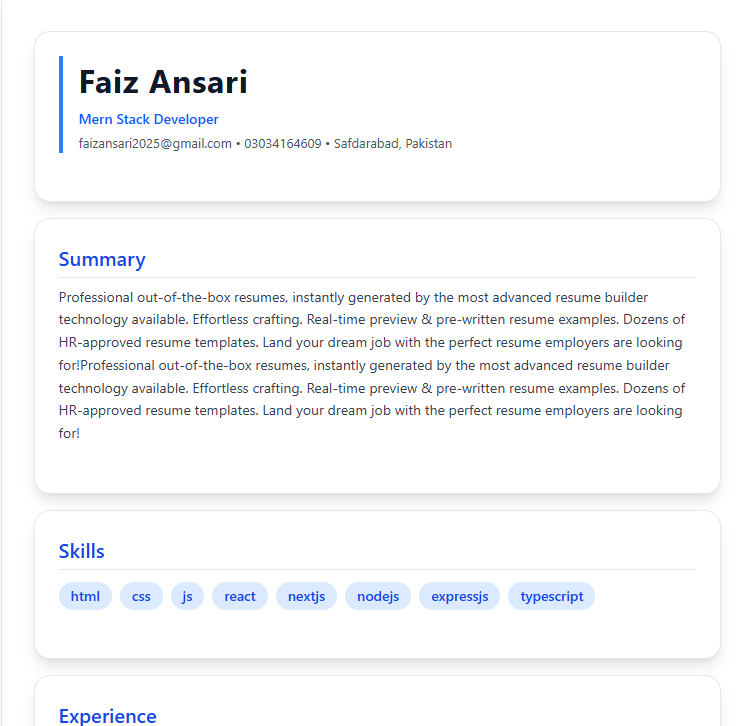 Faiz Ansari
Mern Stack Developer
faizansari2025@gmail.com • 03034164609 • Safdarabad, Pakistan
Summary
Professional out-of-the-box resumes, instantly generated by the most advanced resume builder
technology available. Effortless crafting. Real-time preview & pre-written resume examples. Dozens of
HR-approved resume templates. Land your dream job with the perfect resume employers are looking
for!Professional out-of-the-box resumes, instantly generated by the most advanced resume builder
technology available. Effortless crafting. Real-time preview & pre-written resume examples. Dozens of
HR-approved resume templates. Land your dream job with the perfect resume employers are looking
for!
Skills
html css js react nextjs nodejs expressjs typescript
Experience